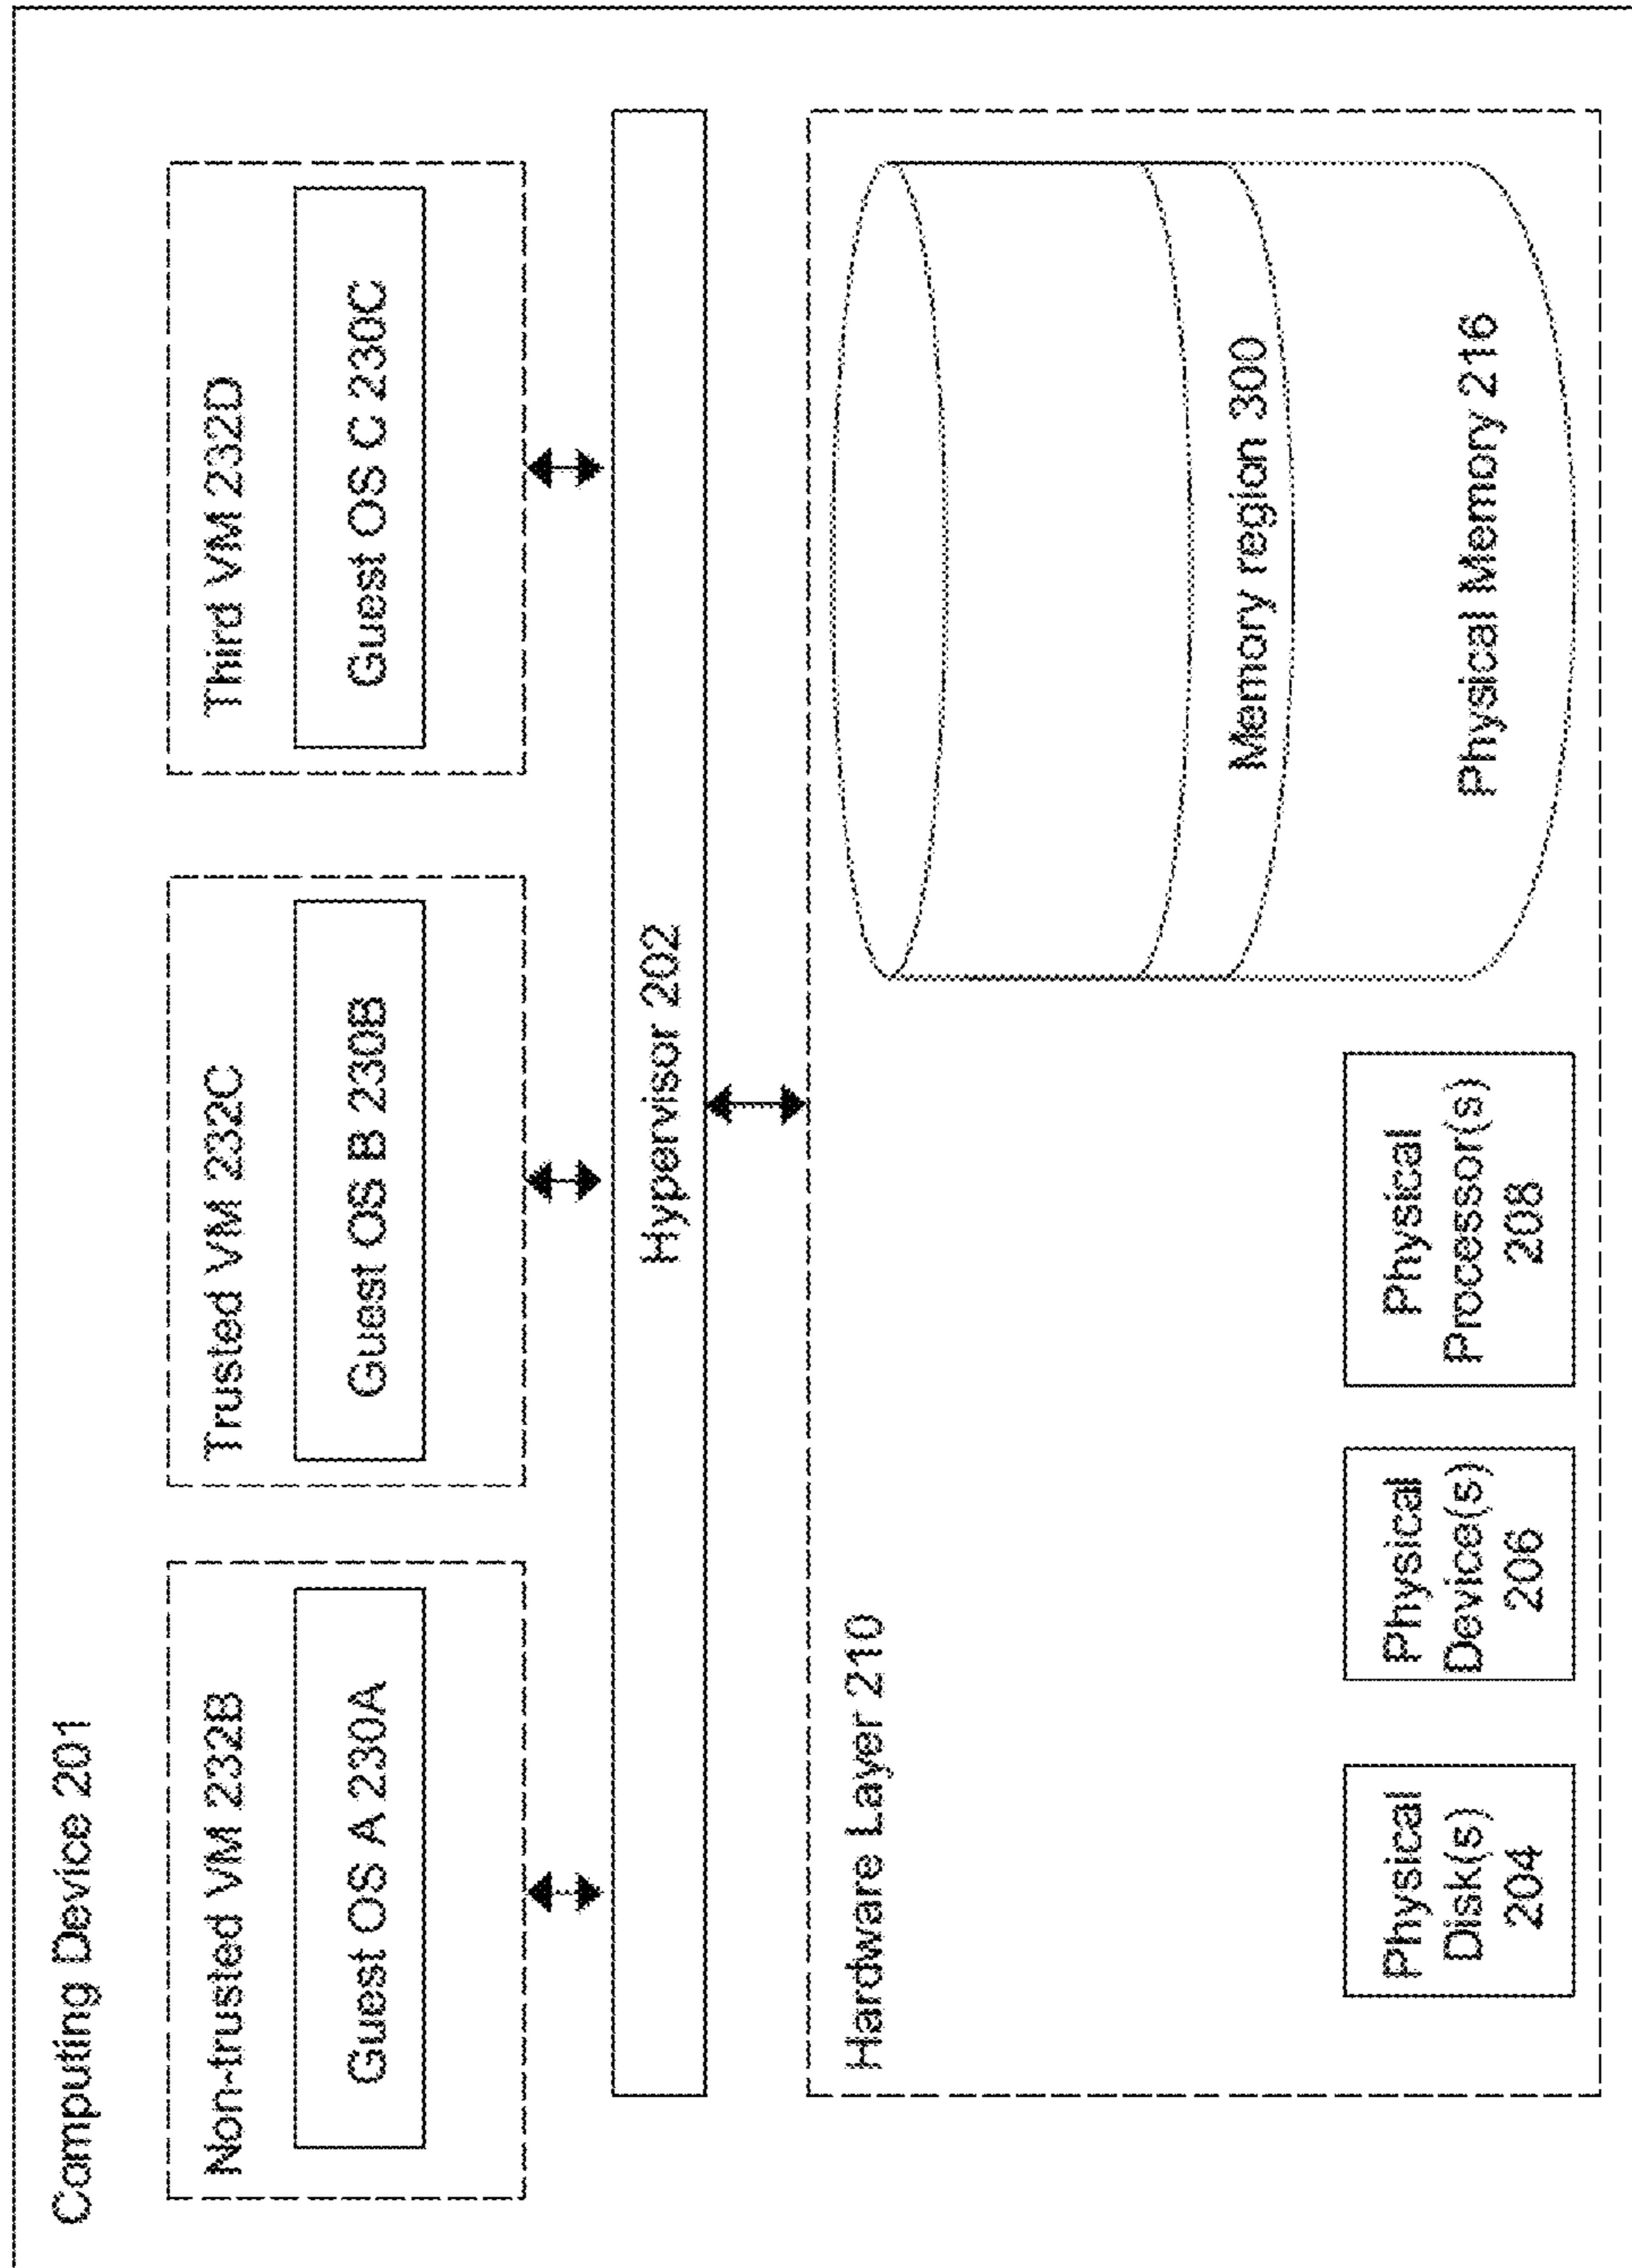 Computing Device 201
Non-trusted VM 232B
Guest OS A 230A
Trusted VM 232C
Guest OS B 230B
Third VM 232D
Guest OS C 230C
Hypervisor 202
Hardware Layer 210
Physical
Disk(s)
204
Physical
Device(s)
206
Physical
Processor(s)
208
Memory region 300
Physical Memory 216